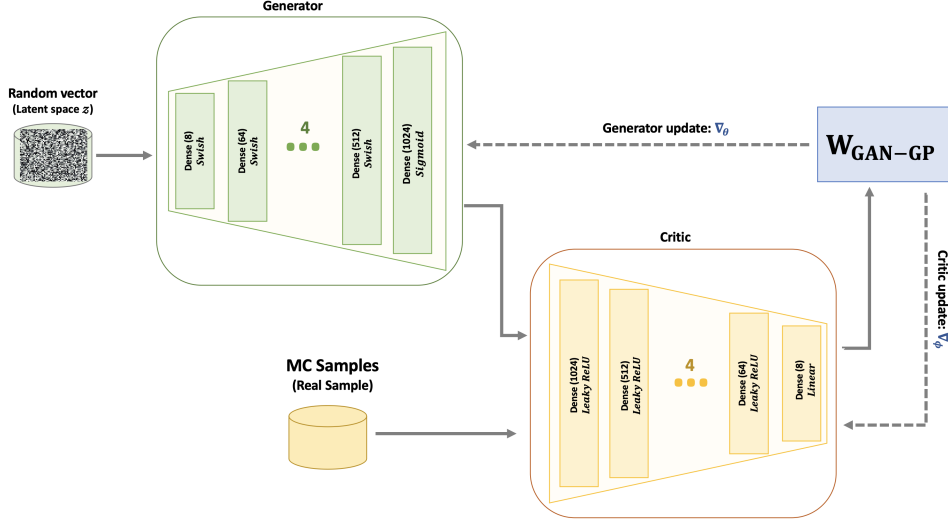 Generator
Random vector
(Latent space z)
Dense (8)
Swish
Dense (64)
Swish
4
Dense (512)
Swish
Dense (1024)
Sigmoid
Generator update: ∇θ
W GAN−GP
Critic update: ∇ϕ
Critic
Dense (1024)
Leaky ReLU
Dense (512)
Leaky ReLU
4
Dense (64)
Leaky ReLU
Dense (8)
Linear
MC Samples
(Real Sample)